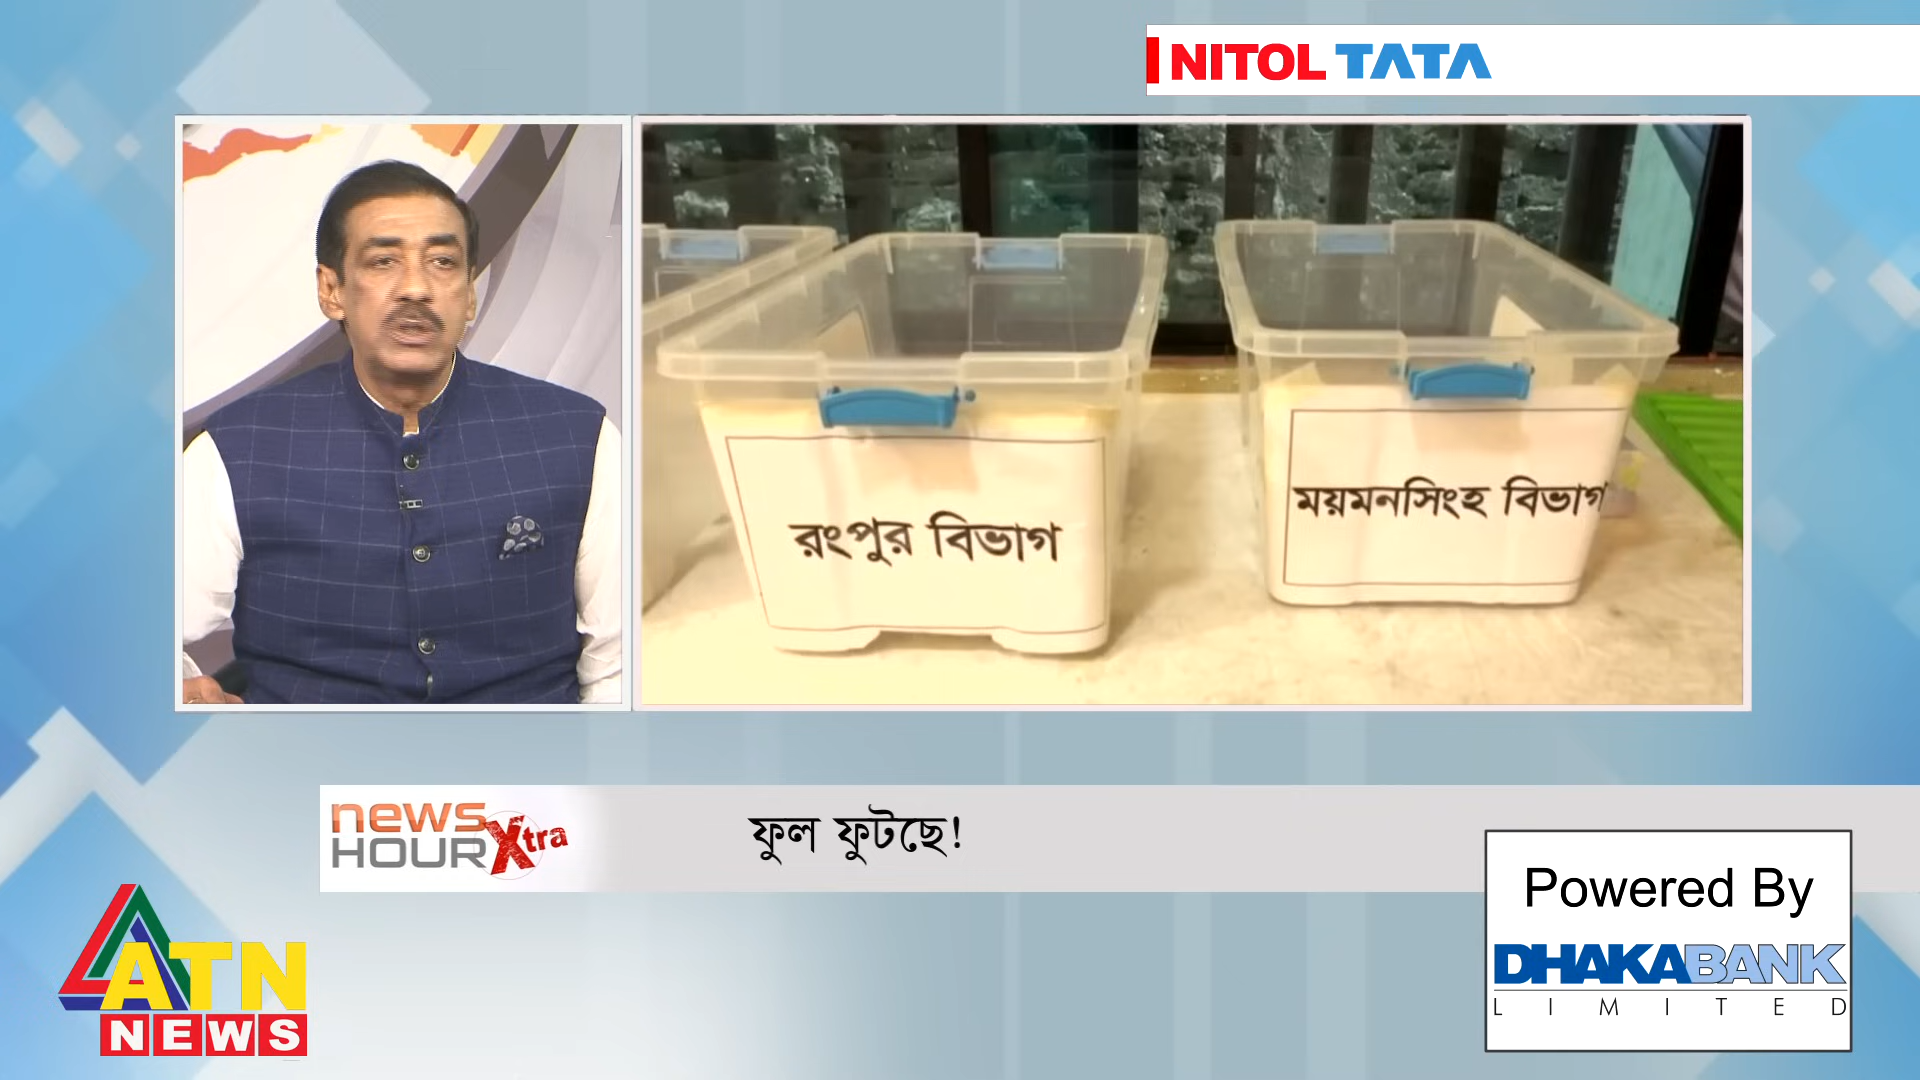 NITOL TATA
রংপুর বিভাগ
ময়মনসিংহ বিভাগ
news
HOUR Xtra
ফুল ফুটছে!
Powered By
DHAKABANK
LIMITED
ATN
NEWS